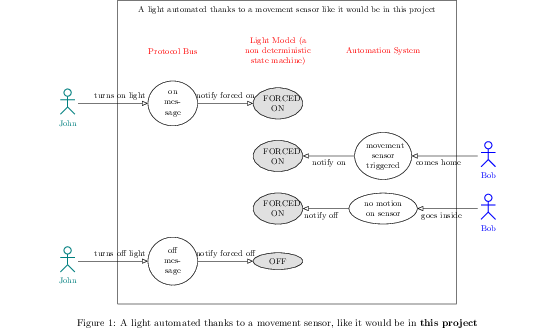 A light automated thanks to a movement sensor like it would be in this project
Protocol Bus
Light Model (a
non deterministic
state machine)
Automation System
turns on light
on
mes-
sage
notify forced on
FORCED
ON
John
FORCED
ON
notify on
movement
sensor
triggered
comes home
Bob
FORCED
ON
notify off
no motion
on sensor
goes inside
Bob
turns off light
off
mes-
sage
notify forced off
OFF
John
Figure 1: A light automated thanks to a movement sensor, like it would be in this project